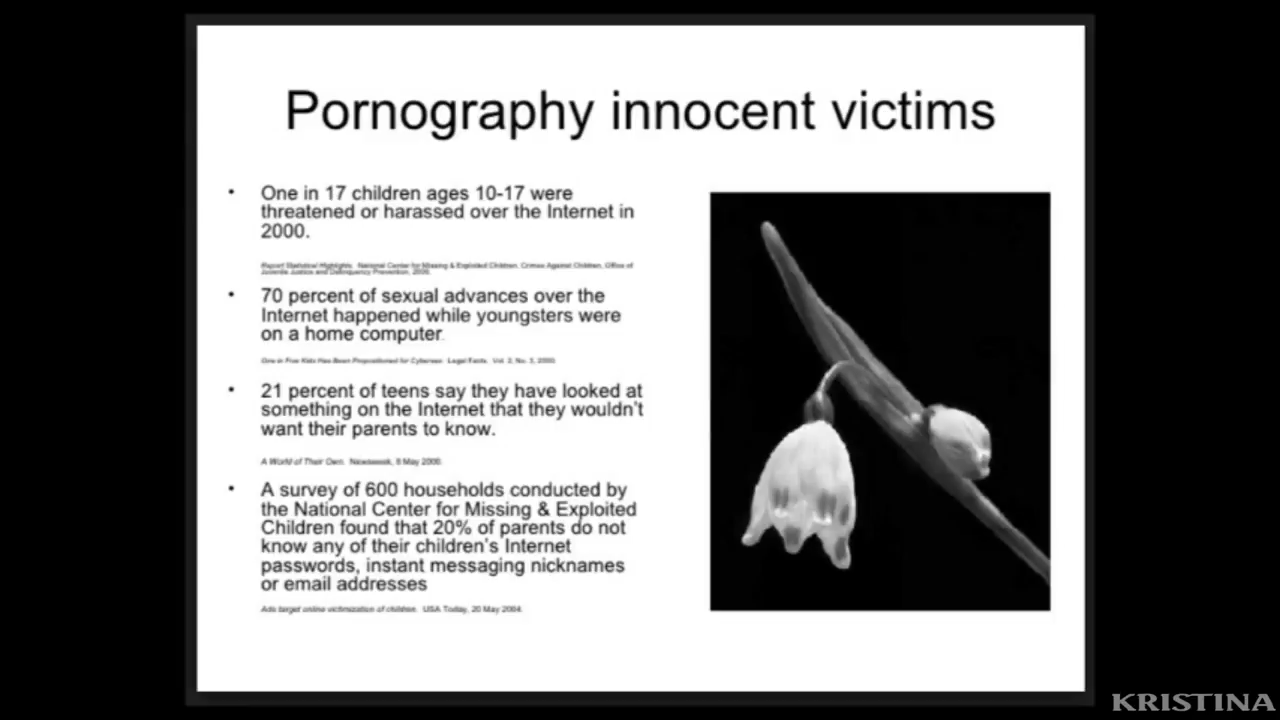 Pornography innocent victims
• One in 17 children ages 10-17 were
threatened or harassed over the Internet in
2000.
Report Statistical Highlights. National Center for Missing & Exploited Children, Crimes Against Children, Office of
Juvenile Justice and Delinquency Prevention,
• 70 percent of sexual advances over the
Internet happened while youngsters were
on a home computer.
One in Five Kids Has Been Propositioned for Cybersex. Legal Facts. Vol. 2, No. 3, 2000.
• 21 percent of teens say they have looked at
something on the Internet that they wouldn't
want their parents to know.
A World of Their Own. Newsweek, 8 May 2000.
• A survey of 600 households conducted by
the National Center for Missing & Exploited
Children found that 20% of parents do not
know any of their children's Internet
passwords, instant messaging nicknames
or email addresses
Ads target online victimization of children. USA Today, 20 May 2004.
KRISTINA